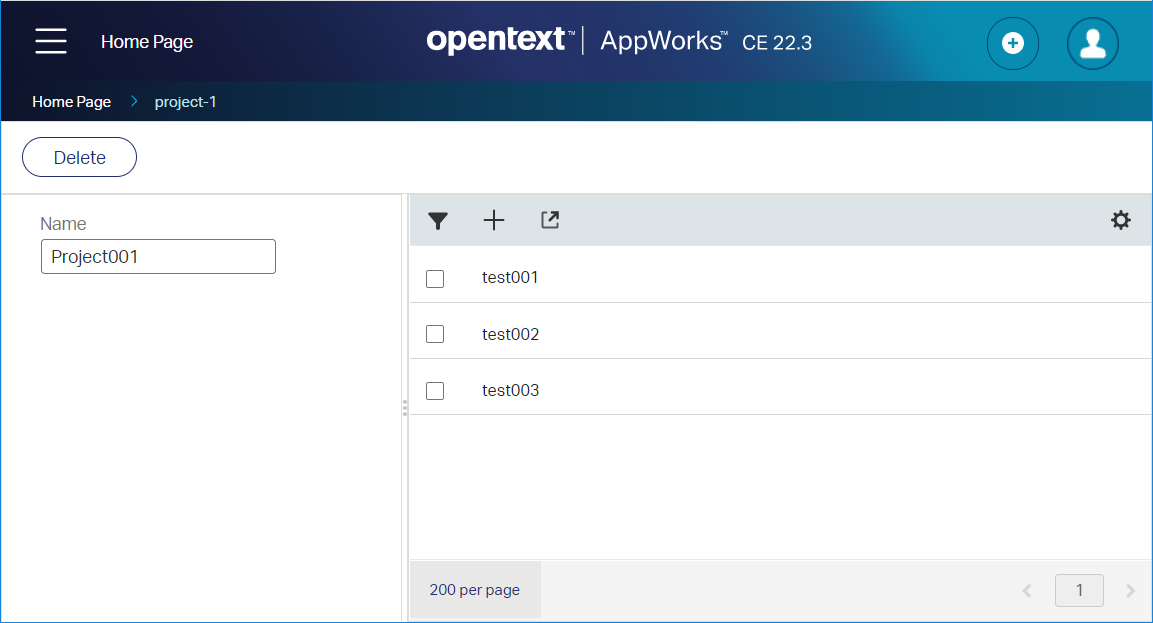 Home Page
opentext™ | AppWorks™ CE 22.3
Home Page > project-1
Delete
Name
Project001
test001
test002
test003
200 per page
1